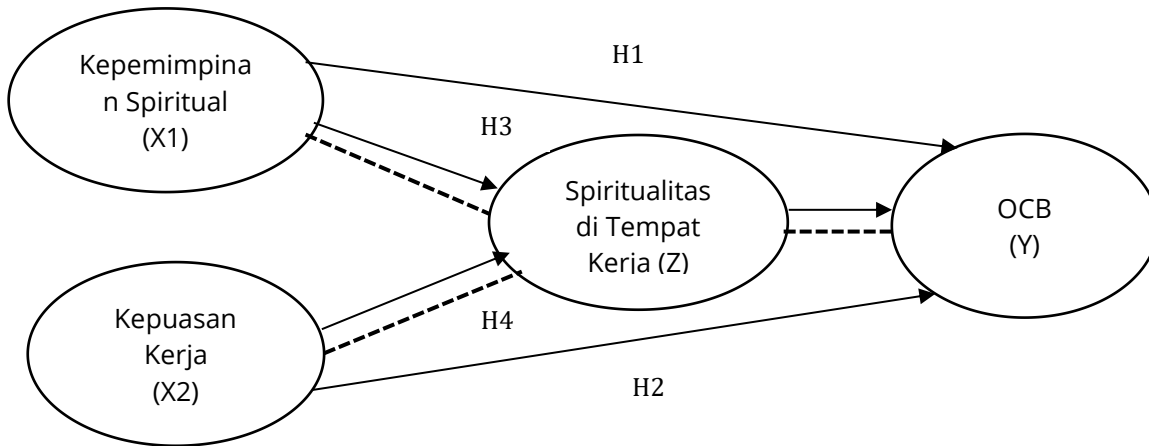 Kepemimpina
n Spiritual
(X1)
H1
H3
Spiritualitas
di Tempat
Kerja (Z)
OCB
(Y)
Kepuasan
Kerja
(X2)
H4
H2